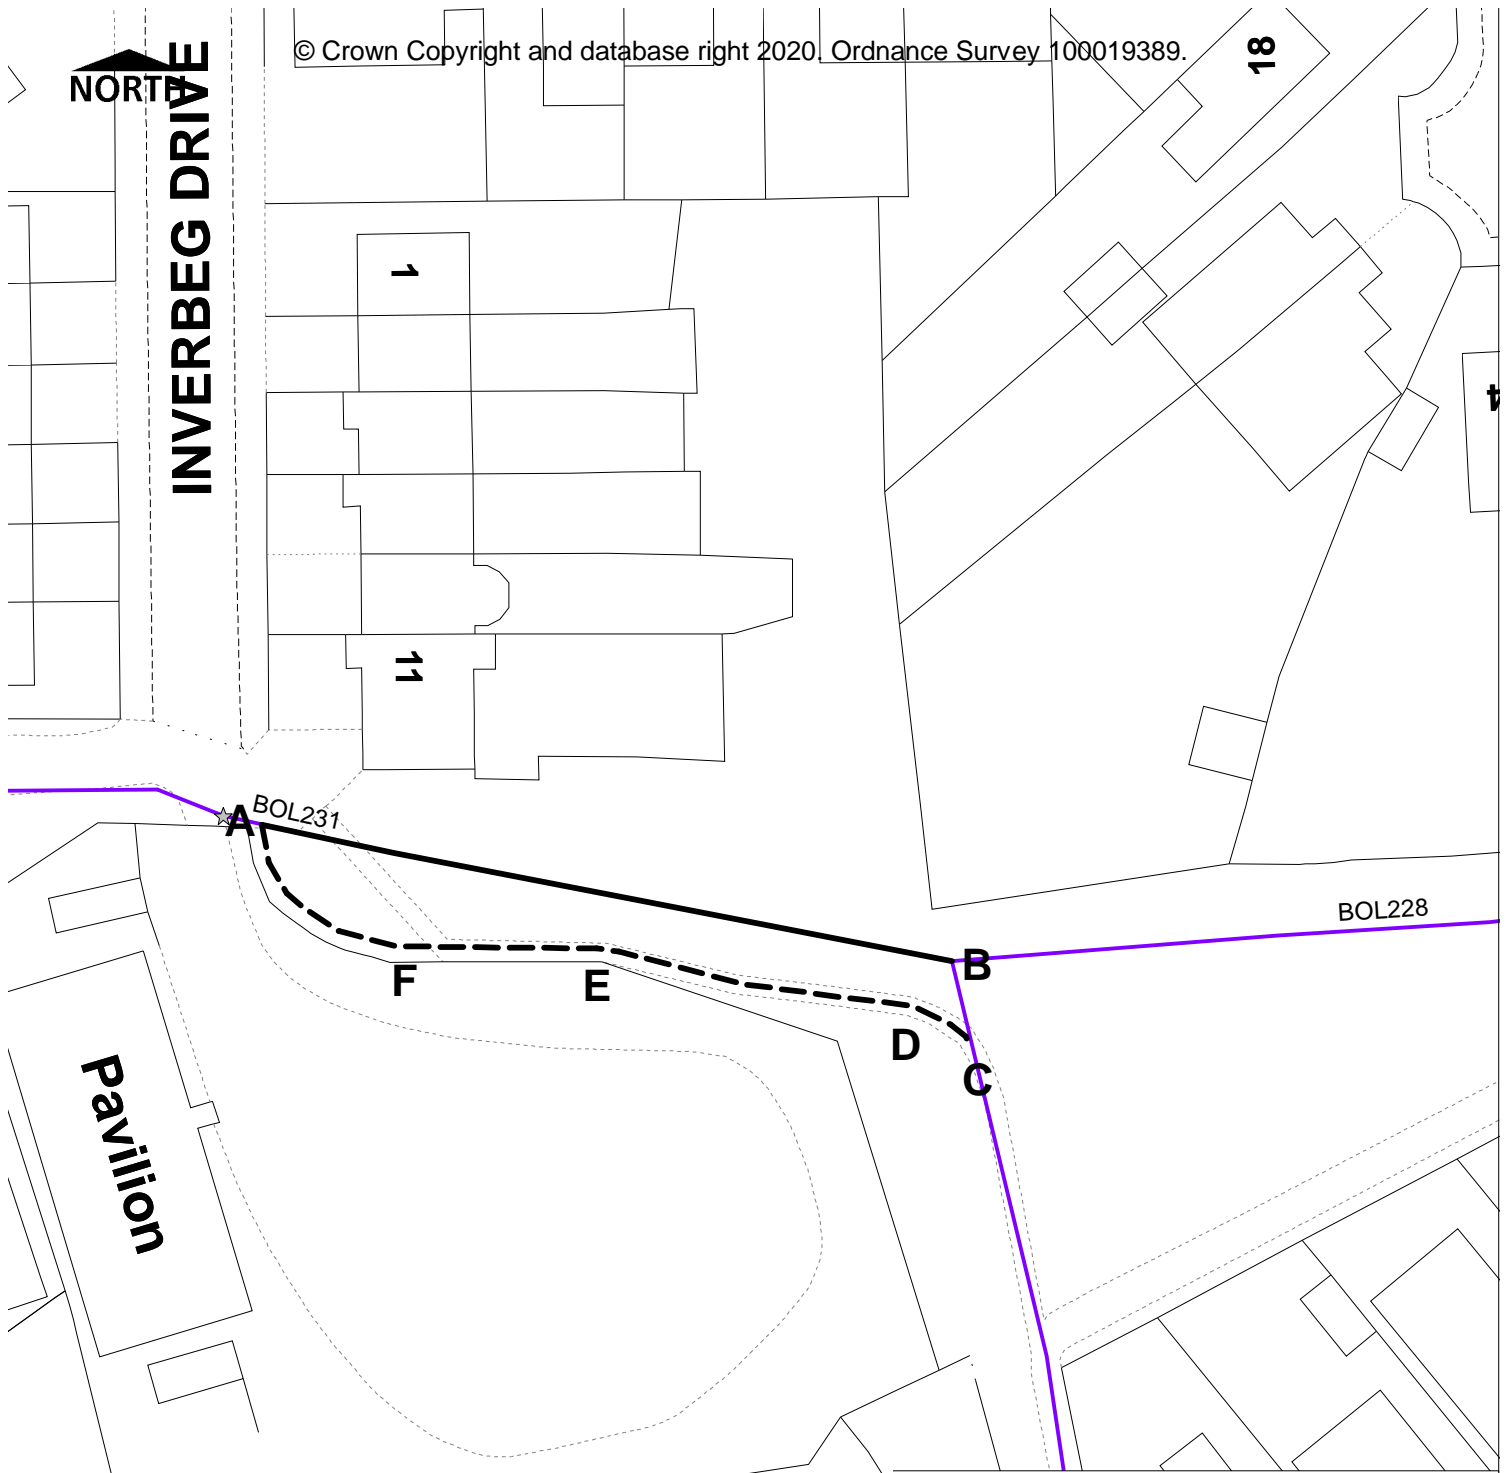 © Crown Copyright and database right 2020. Ordnance Survey 100019389.
NORTH
INVERBEG DRIVE
18
1
4
11
A
BOL231
BOL228
B
F
E
D
C
Pavilion